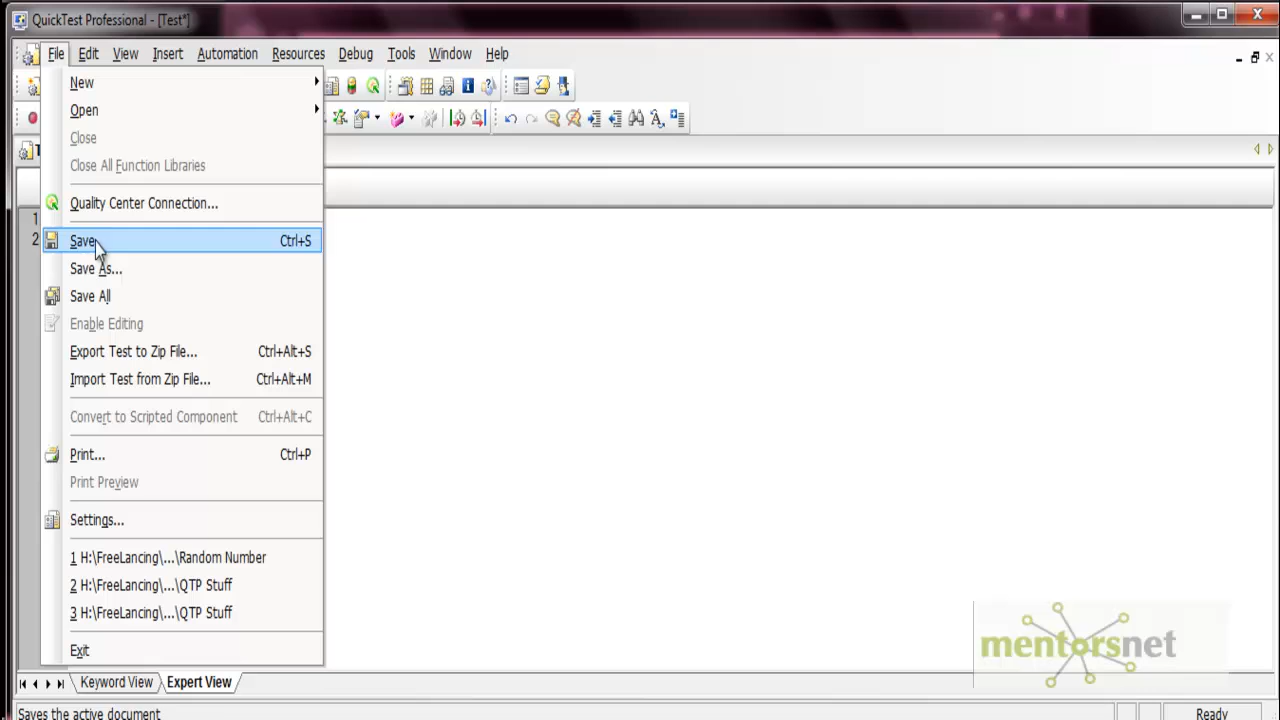 QuickTest Professional - [Test*]
File Edit View Insert Automation Resources Debug Tools Window Help
New
Open
Close
Close All Function Libraries
Quality Center Connection...
1
2
Save Ctrl+S
Save As...
Save All
Enable Editing
Export Test to Zip File... Ctrl+Alt+S
Import Test from Zip File... Ctrl+Alt+M
Convert to Scripted Component Ctrl+Alt+C
Print... Ctrl+P
Print Preview
Settings...
1 H:\FreeLancing\...\Random Number
2 H:\FreeLancing\...\QTP Stuff
3 H:\FreeLancing\...\QTP Stuff
Exit
mentorsnet
Keyword View Expert View
Saves the active document Ready